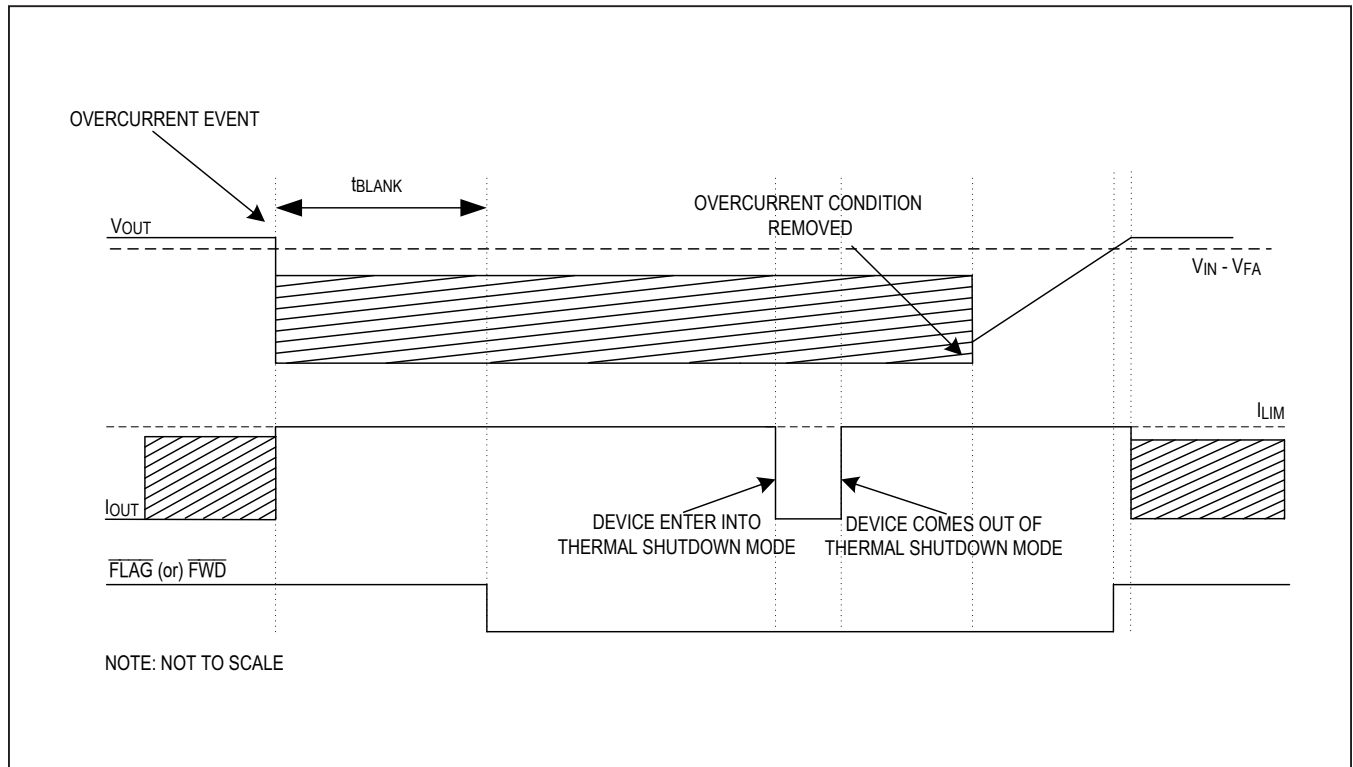 OVERCURRENT EVENT
tBLANK
OVERCURRENT CONDITION
REMOVED
VOUT
VIN - VFA
ILIM
IOUT
DEVICE ENTER INTO
THERMAL SHUTDOWN MODE
DEVICE COMES OUT OF
THERMAL SHUTDOWN MODE
FLAG (or) FWD
NOTE: NOT TO SCALE